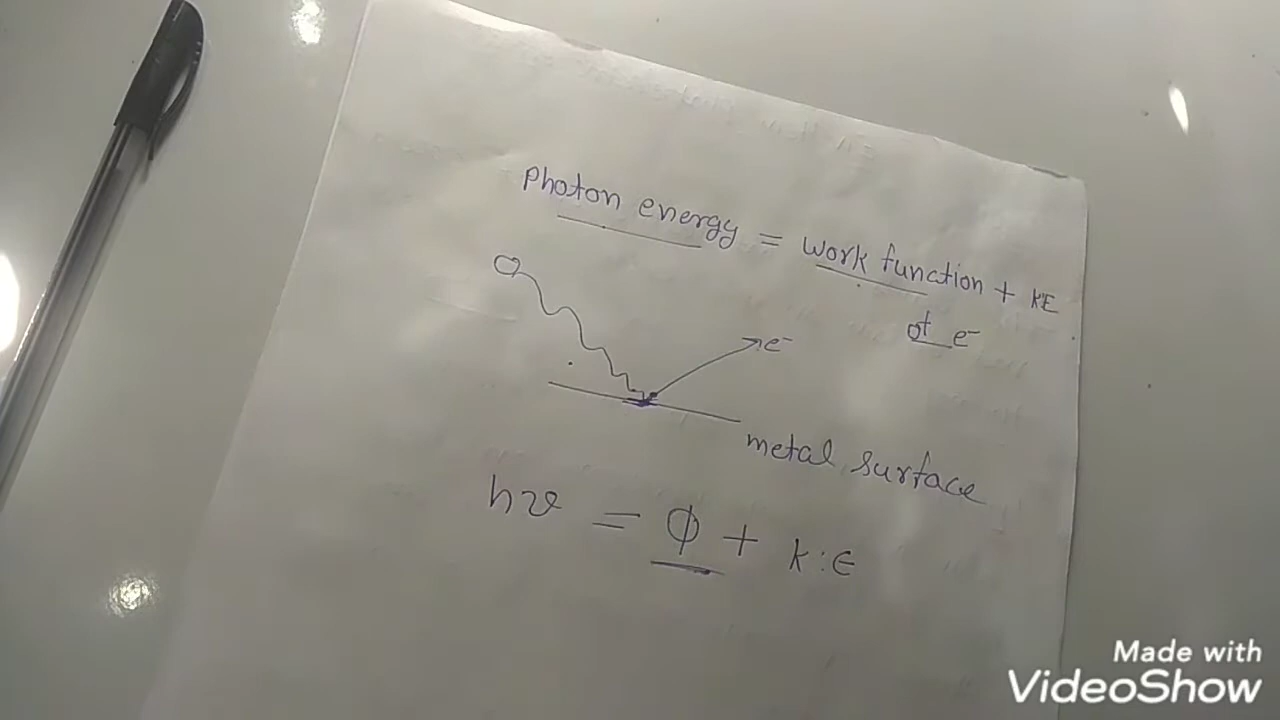 Photon energy = work function + KE
of e⁻
e⁻
metal surface
hν = ϕ + k:E
Made with
VideoShow